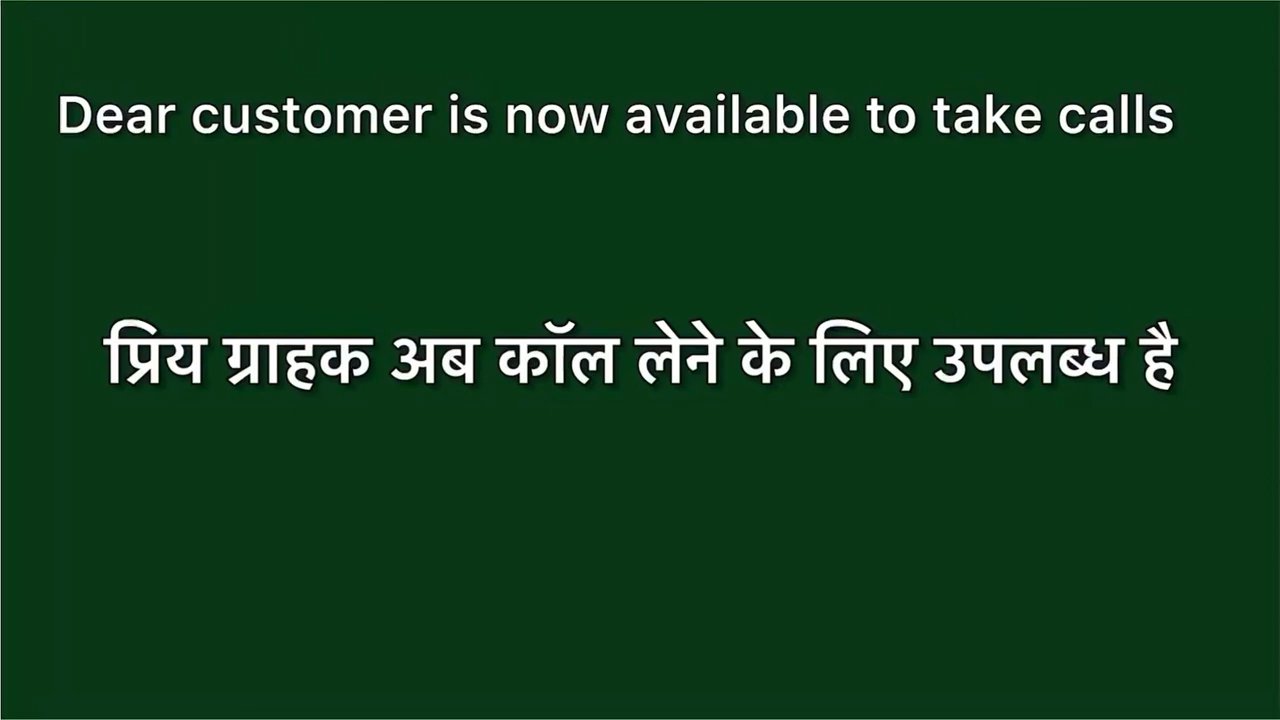 Dear customer is now available to take calls
प्रिय ग्राहक अब कॉल लेने के लिए उपलब्ध है